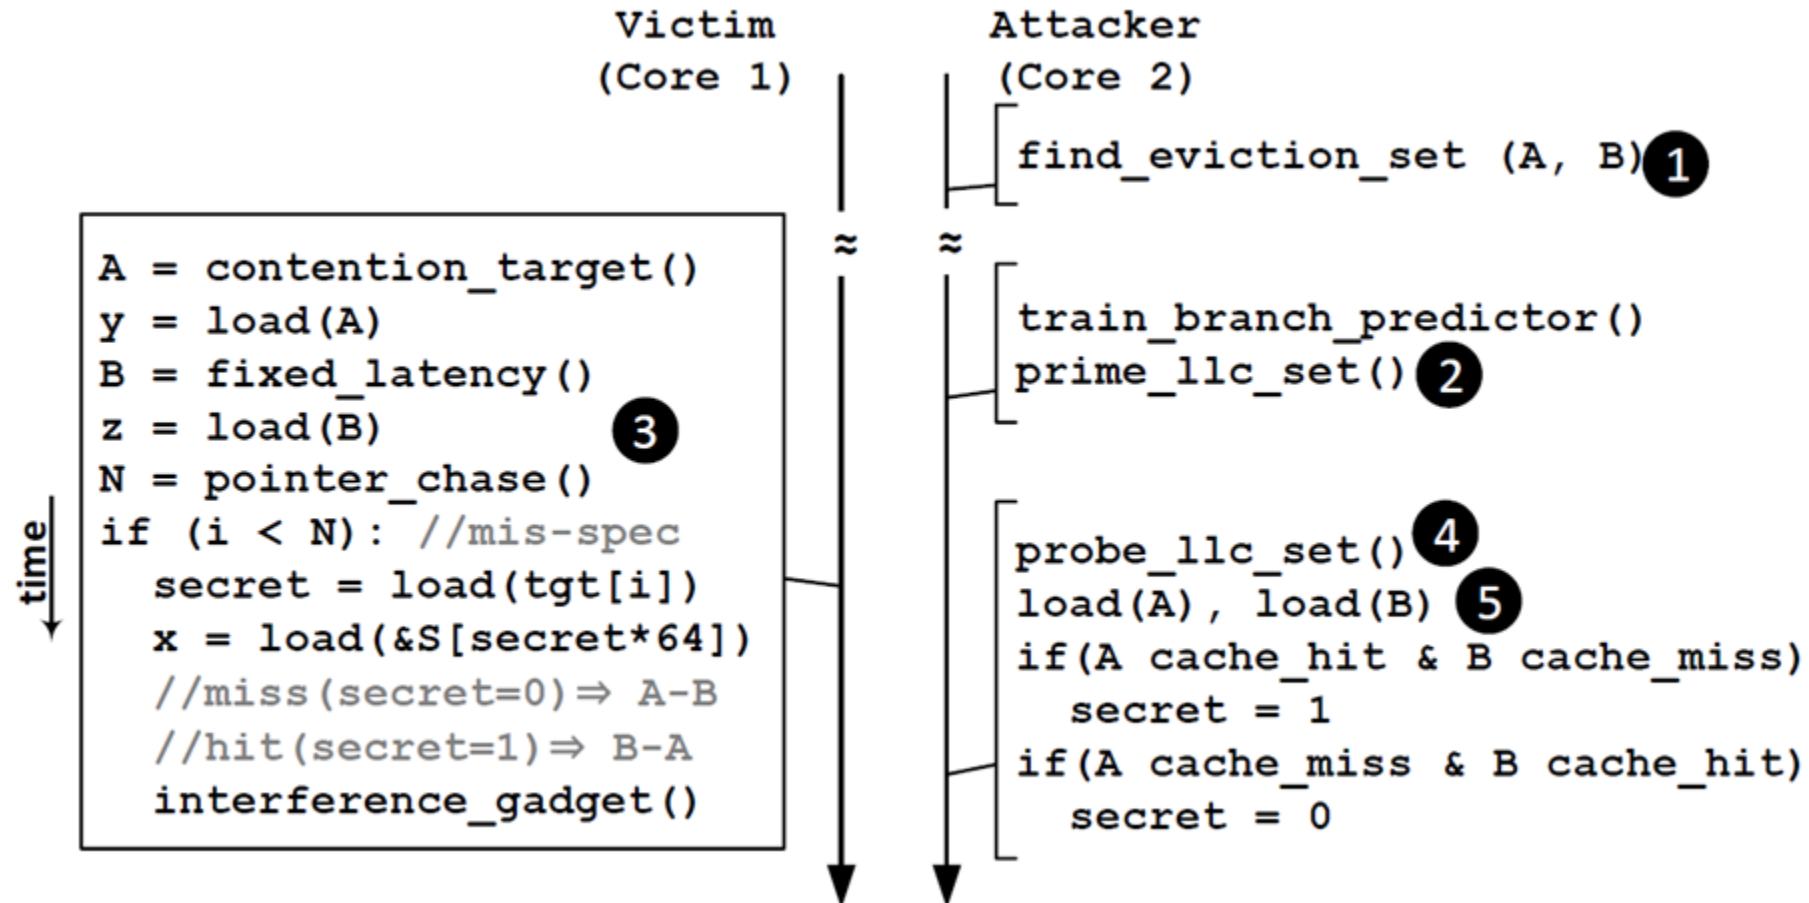 Victim
(Core 1)
Attacker
(Core 2)
find_eviction_set (A, B) 1
≈ ≈
A = contention_target()
y = load(A)
B = fixed_latency()
z = load(B) 3
N = pointer_chase()
if (i < N): //mis-spec
secret = load(tgt[i])
x = load(&S[secret*64])
//miss(secret=0)⇒ A-B
//hit(secret=1)⇒ B-A
interference_gadget()
time
train_branch_predictor()
prime_llc_set() 2
probe_llc_set() 4
load(A), load(B) 5
if(A cache_hit & B cache_miss)
secret = 1
if(A cache_miss & B cache_hit)
secret = 0